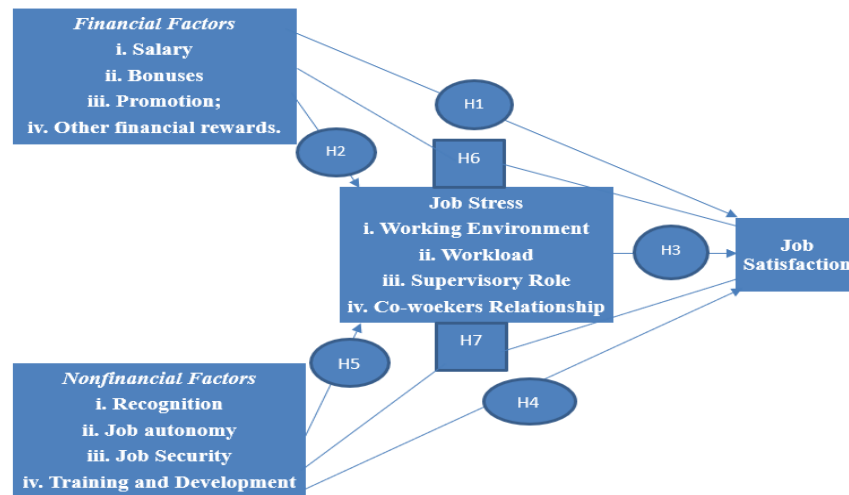 Financial Factors
i. Salary
ii. Bonuses
iii. Promotion;
iv. Other financial rewards.
H1
H2
H6
Job Stress
i. Working Environment
ii. Workload
iii. Supervisory Role
iv. Co-woekers Relationship
H3
Job
Satisfaction
H7
H5
H4
Nonfinancial Factors
i. Recognition
ii. Job autonomy
iii. Job Security
iv. Training and Development